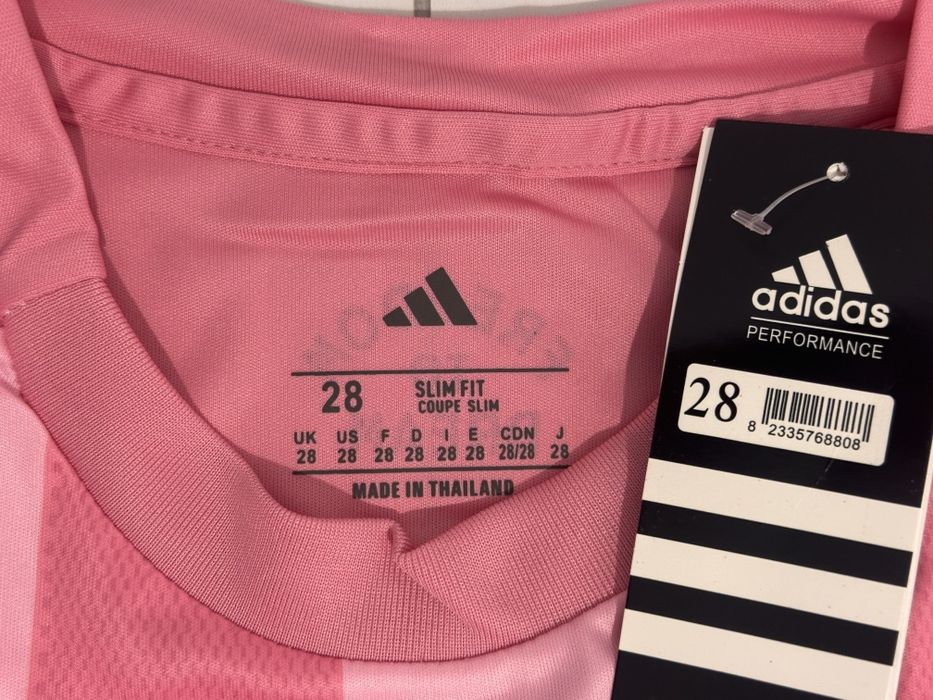 28
SLIM FIT
COUPE SLIM
UK US F D I E CDN J
28 28 28 28 28 28 28/28 28
MADE IN THAILAND
adidas
PERFORMANCE
28
8 2335768808